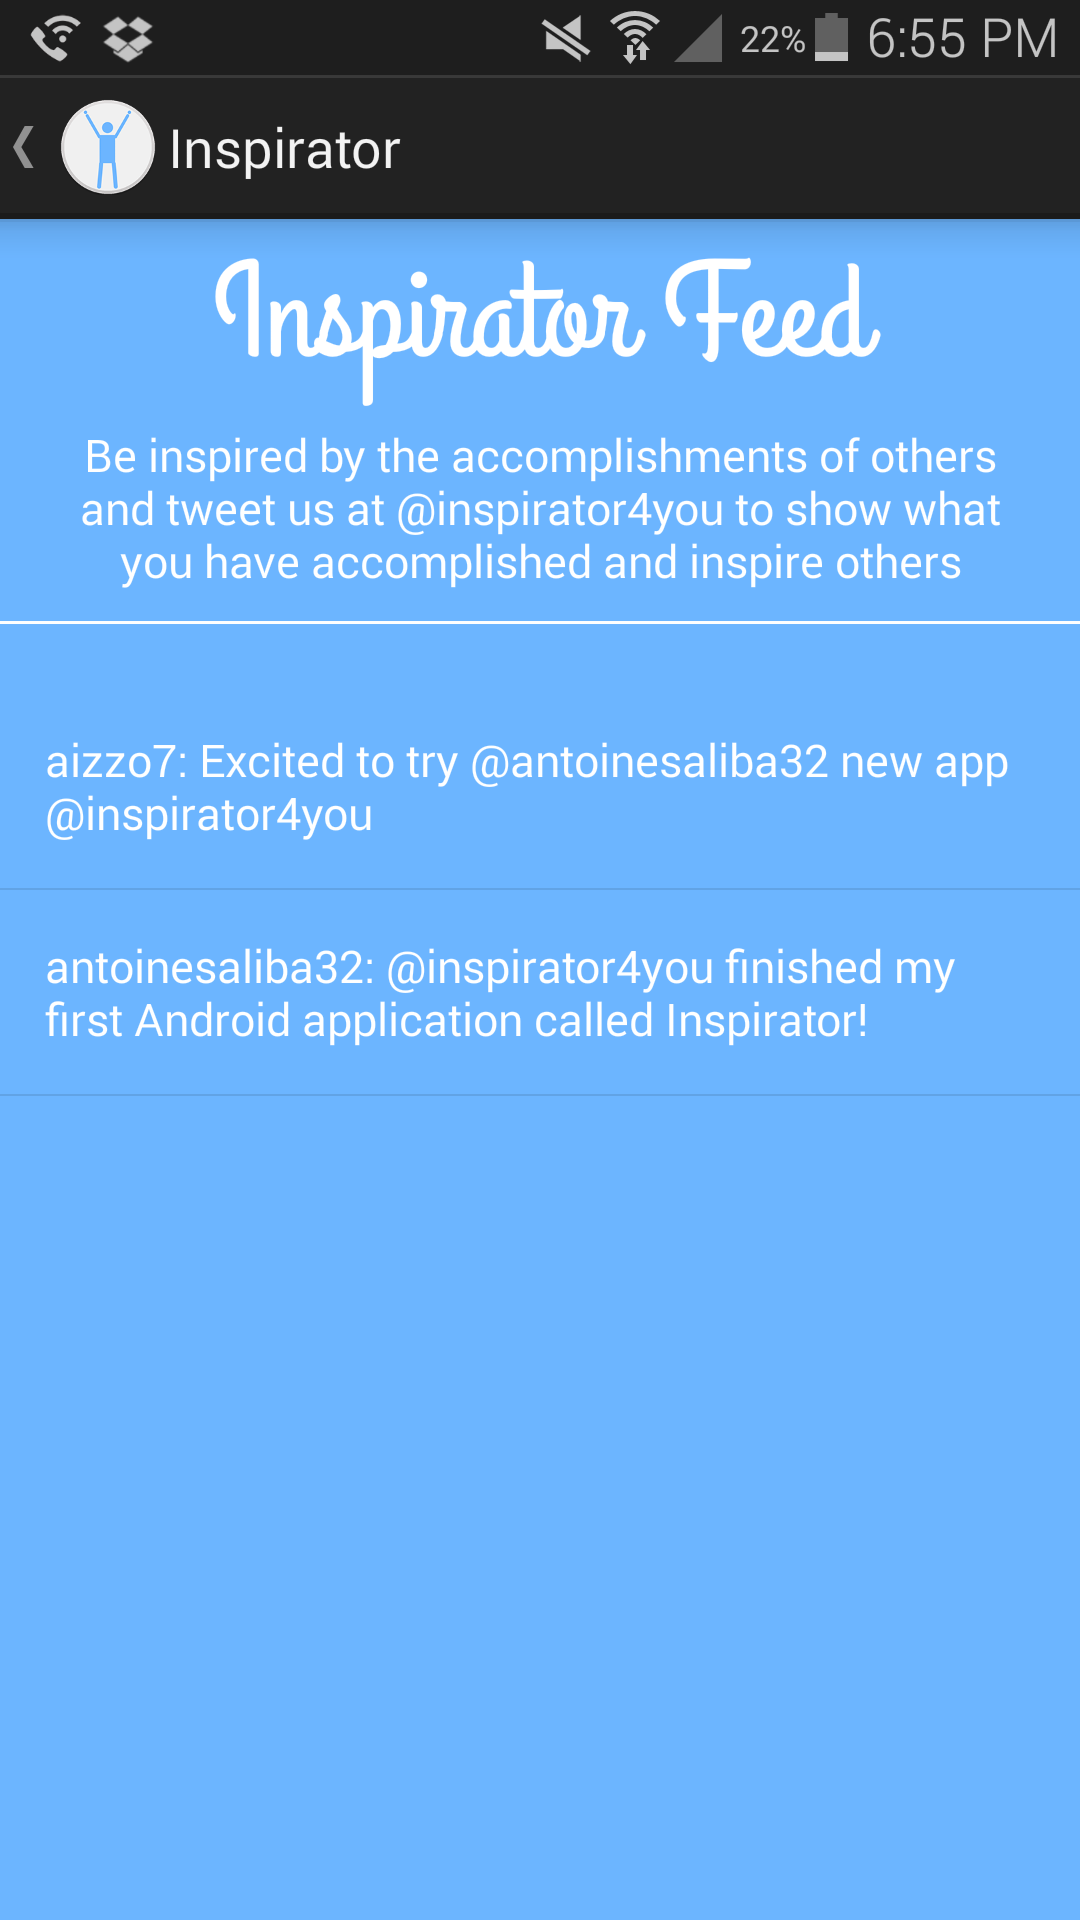 22% 6:55 PM
Inspirator
Inspirator Feed
Be inspired by the accomplishments of others
and tweet us at @inspirator4you to show what
you have accomplished and inspire others
aizzo7: Excited to try @antoinesaliba32 new app
@inspirator4you
antoinesaliba32: @inspirator4you finished my
first Android application called Inspirator!